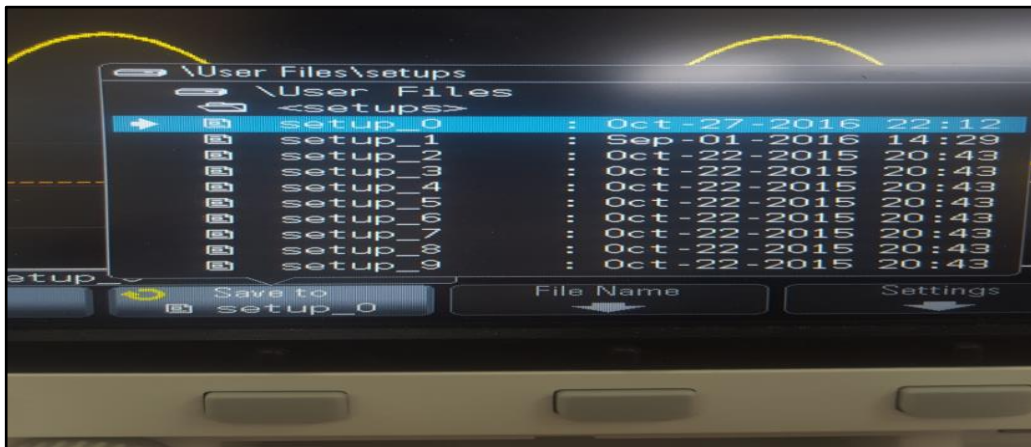 \User Files\setups
\User Files
<setups>
setup_0 : Oct-27-2016 22:12
setup_1 : Sep-01-2016 14:29
setup_2 : Oct-22-2015 20:43
setup_3 : Oct-22-2015 20:43
setup_4 : Oct-22-2015 20:43
setup_5 : Oct-22-2015 20:43
setup_6 : Oct-22-2015 20:43
setup_7 : Oct-22-2015 20:43
setup_8 : Oct-22-2015 20:43
setup_9 : Oct-22-2015 20:43
etup_
Save to
setup_0
File Name
Settings